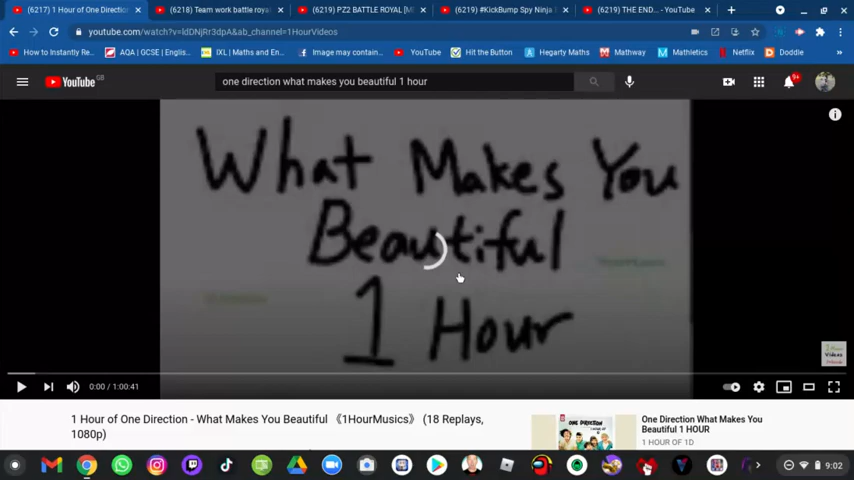 (6217) 1 Hour of One Direction
(6218) Team work battle royal
(6219) PZ2 BATTLE ROYAL [M
(6219) #KickBump Spy Ninja
(6219) THE END... - YouTube
youtube.com/watch?v=ldDNjRr3dpA&ab_channel=1HourVideos
How to Instantly Re...
AQA | GCSE | Englis...
IXL | Maths and En...
Image may contain...
YouTube
Hit the Button
Hegarty Maths
Mathway
Mathletics
Netflix
Doddle
YouTube GB
one direction what makes you beautiful 1 hour
9+
What Makes You
Beautiful
1 Hour
0:00 / 1:00:41
1 Hour of One Direction - What Makes You Beautiful 《1HourMusics》 (18 Replays,
1080p)
ONE DIRECTION
One Direction What Makes You
Beautiful 1 HOUR
1 HOUR OF 1D
9:02